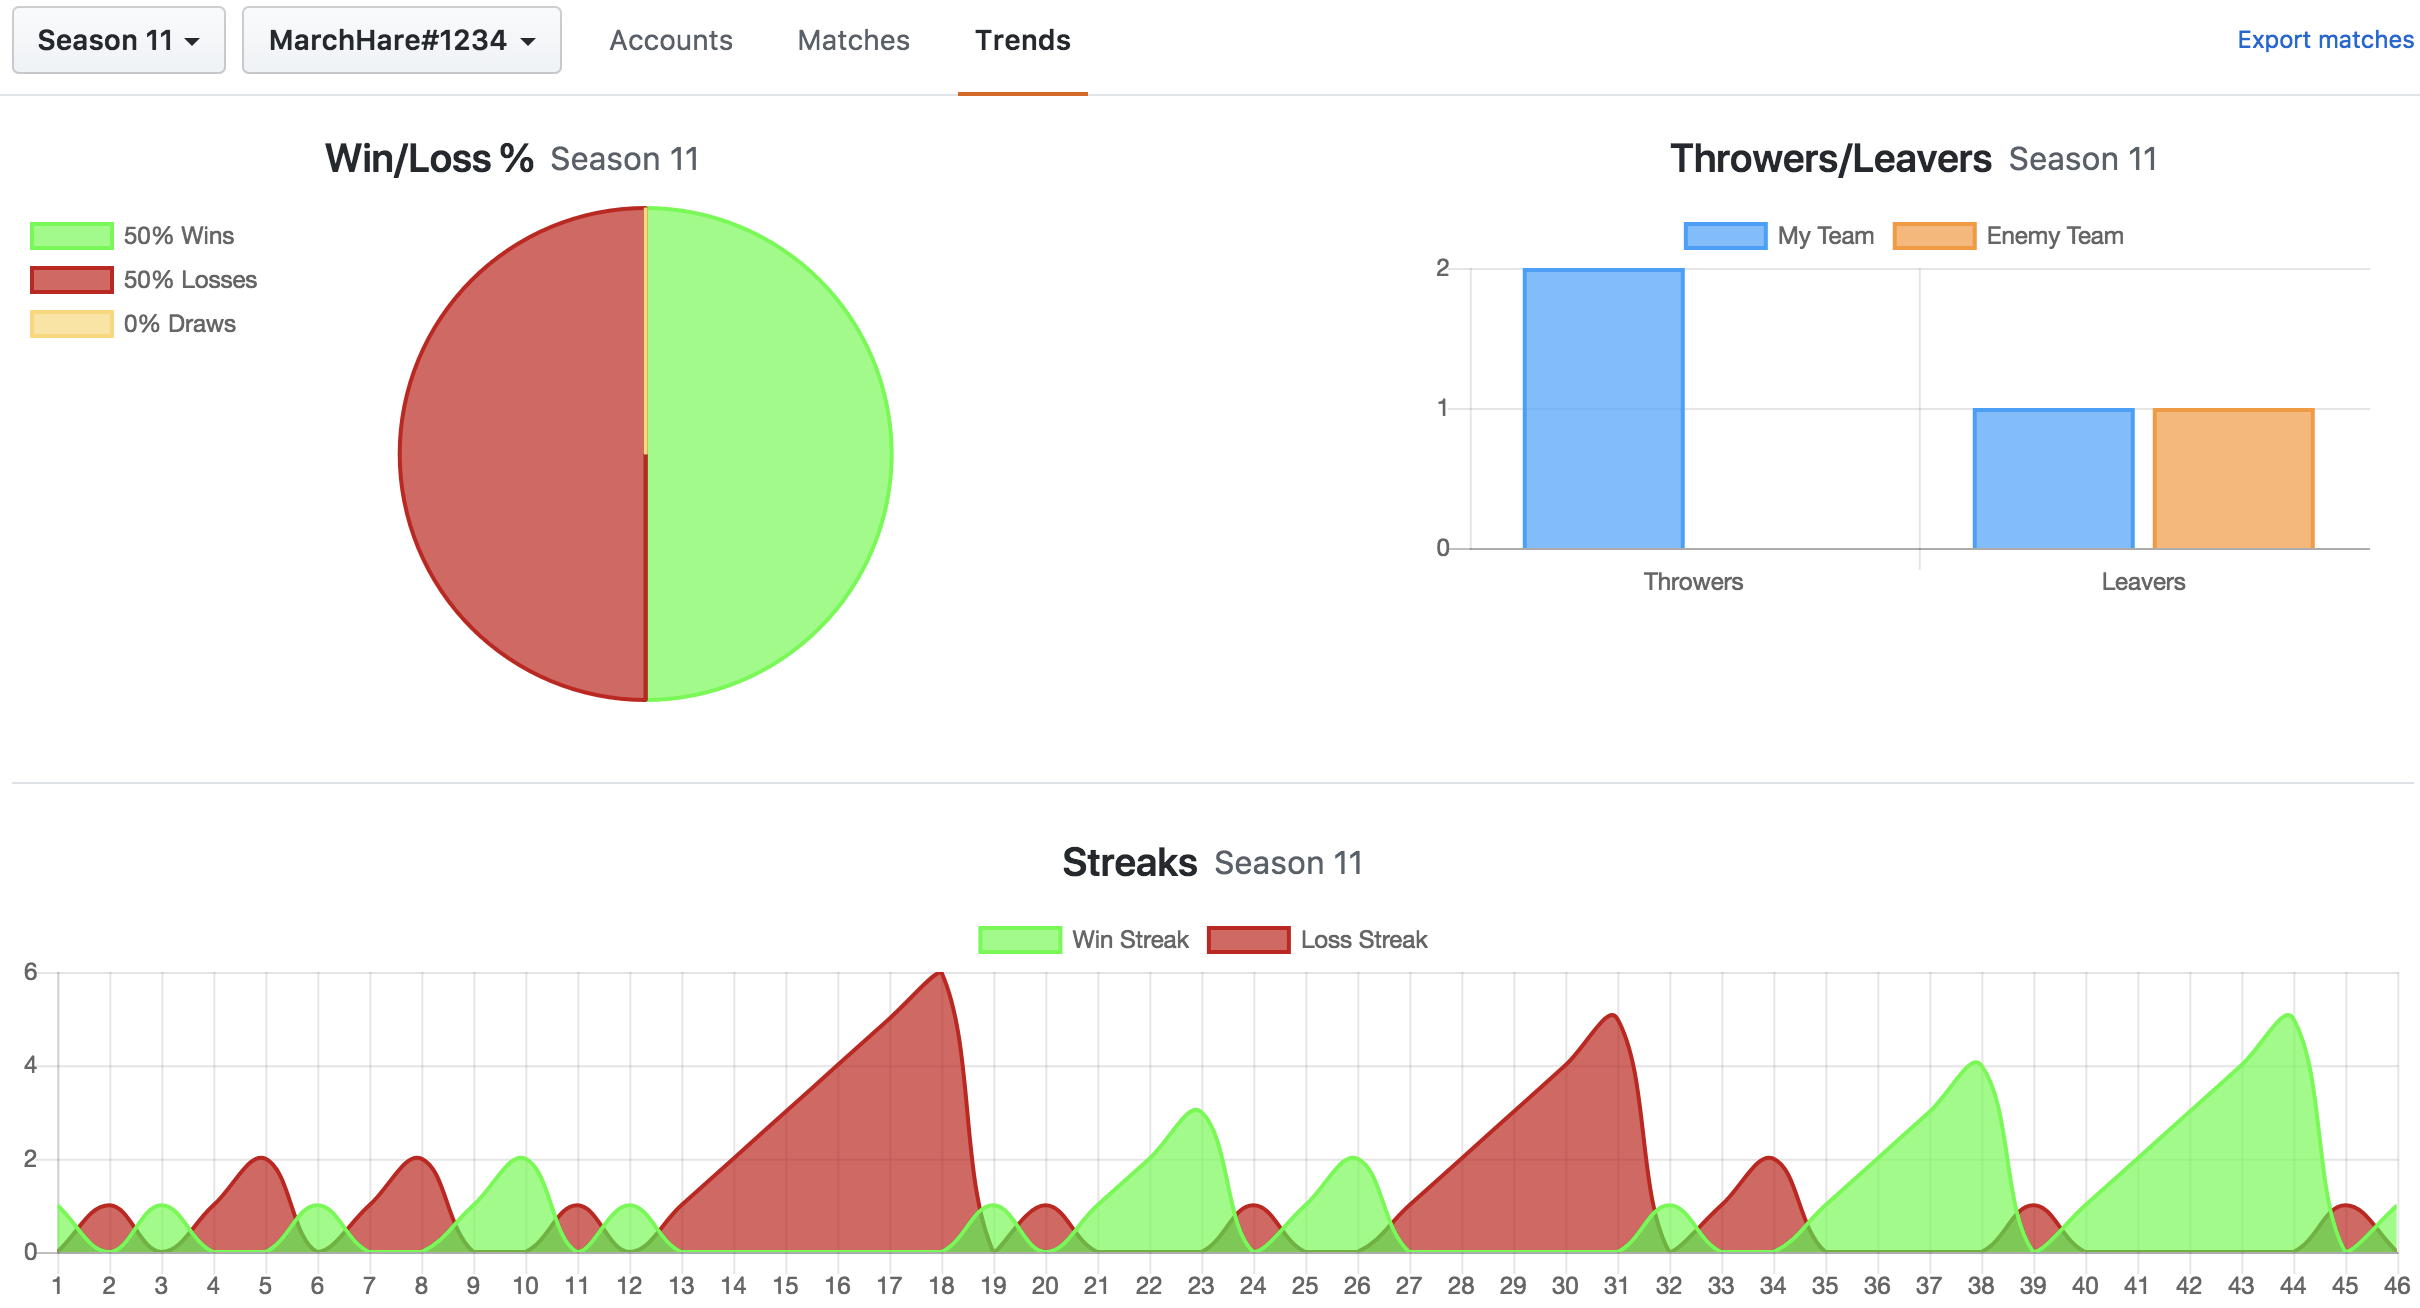 Season 11 MarchHare#1234 Accounts Matches Trends Export matches
Win/Loss % Season 11
50% Wins
50% Losses
0% Draws
Throwers/Leavers Season 11
My Team Enemy Team
2
1
0
Throwers Leavers
Streaks Season 11
Win Streak Loss Streak
6
4
2
0
1 2 3 4 5 6 7 8 9 10 11 12 13 14 15 16 17 18 19 20 21 22 23 24 25 26 27 28 29 30 31 32 33 34 35 36 37 38 39 40 41 42 43 44 45 46